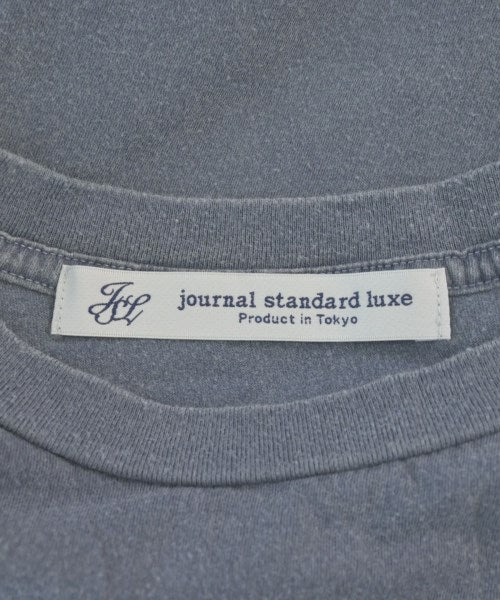 JSL
journal standard luxe
Product in Tokyo